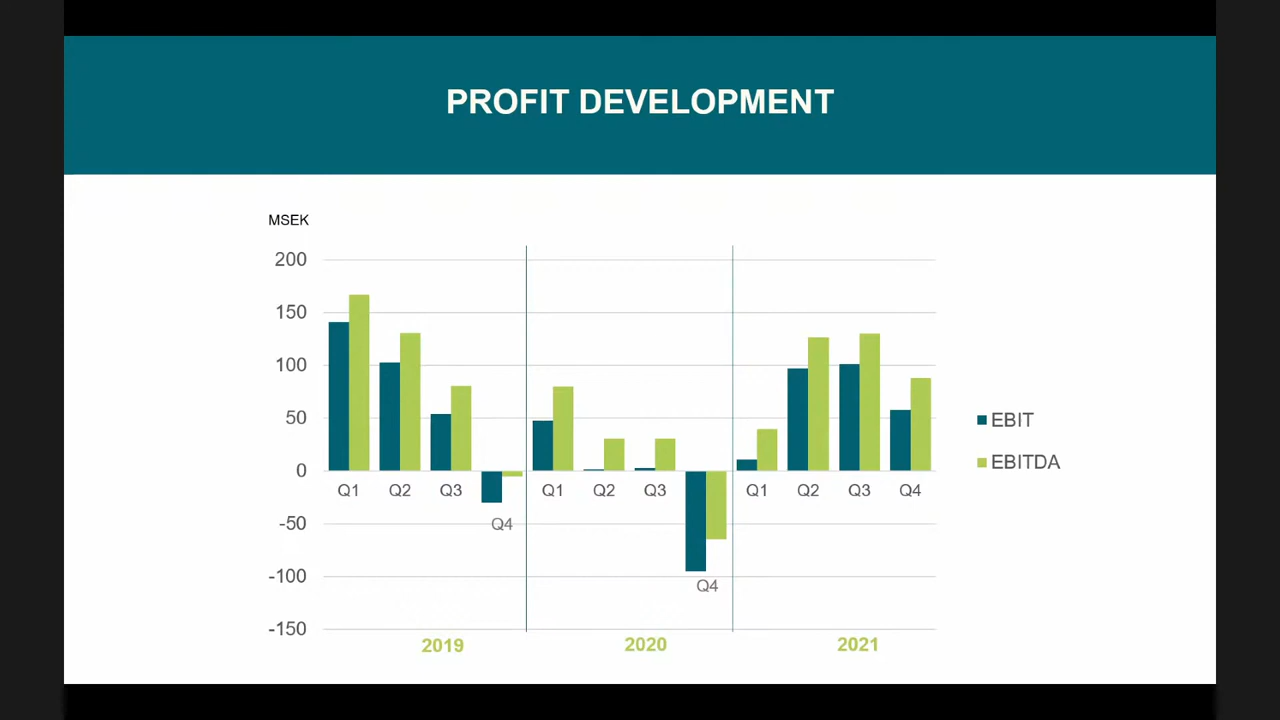 PROFIT DEVELOPMENT
MSEK
200
150
100
50
0
-50
-100
-150
Q1 Q2 Q3 Q4 Q1 Q2 Q3 Q4 Q1 Q2 Q3 Q4
2019 2020 2021
EBIT
EBITDA